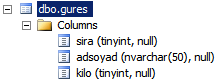 dbo.gures
Columns
sira (tinyint, null)
adsoyad (nvarchar(50), null)
kilo (tinyint, null)